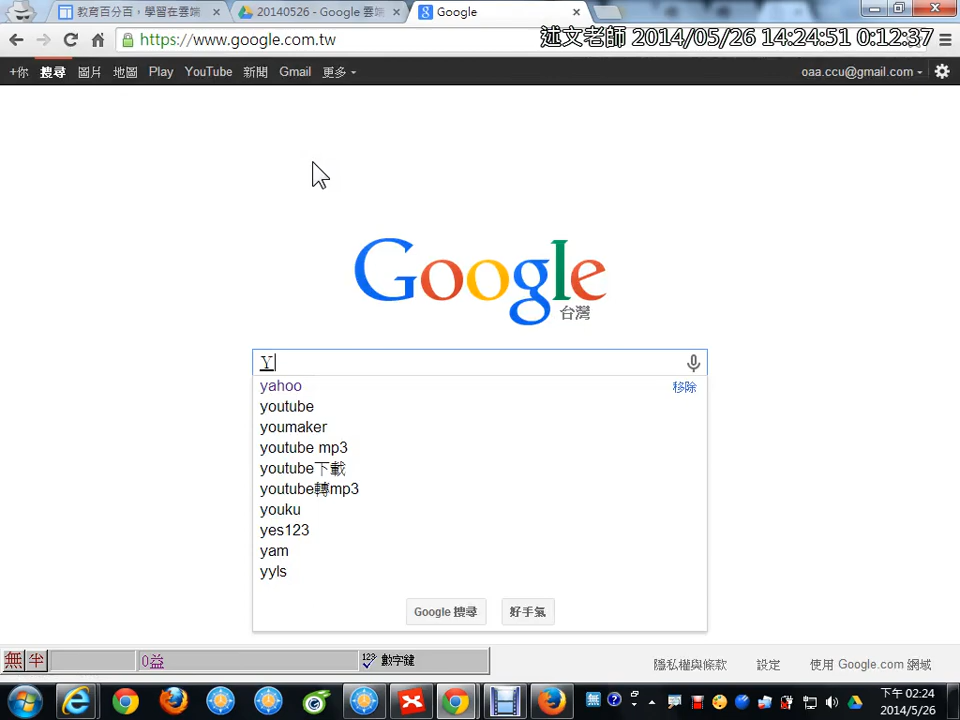 教育百分百，學習在雲端
20140526 - Google 雲端
Google
https://www.google.com.tw
述文老師 2014/05/26 14:24:51 0:12:37
+你 搜尋 圖片 地圖 Play YouTube 新聞 Gmail 更多 oaa.ccu@gmail.com
Google
台灣
Y
yahoo 移除
youtube
youmaker
youtube mp3
youtube下載
youtube轉mp3
youku
yes123
yam
yyls
Google 搜尋 好手氣
無 半 0益 123 數字鍵
隱私權與條款 設定 使用 Google.com 網域
無
下午 02:24
2014/5/26